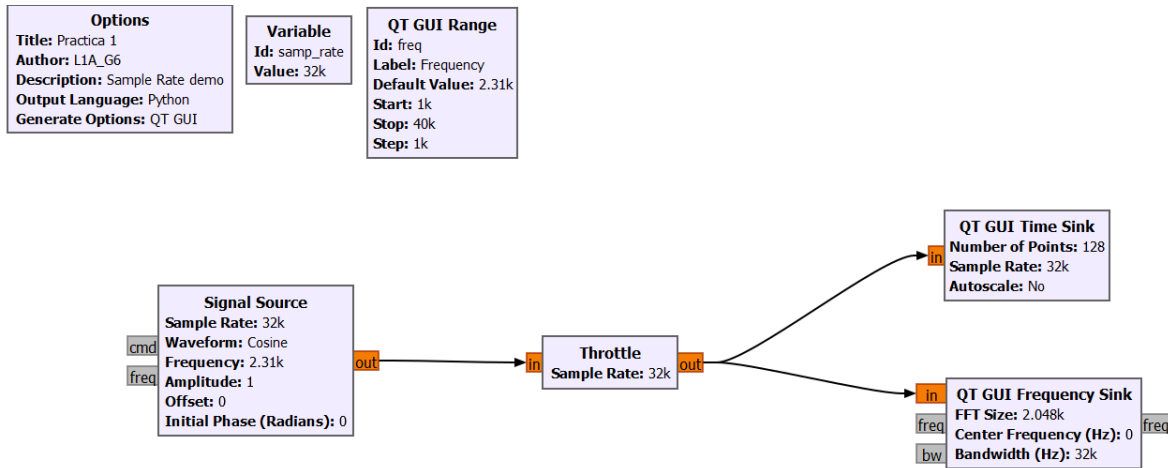 Options
Title: Practica 1
Author: L1A_G6
Description: Sample Rate demo
Output Language: Python
Generate Options: QT GUI
Variable
Id: samp_rate
Value: 32k
QT GUI Range
Id: freq
Label: Frequency
Default Value: 2.31k
Start: 1k
Stop: 40k
Step: 1k
Signal Source
Sample Rate: 32k
Waveform: Cosine
Frequency: 2.31k
Amplitude: 1
Offset: 0
Initial Phase (Radians): 0
cmd
freq
out
in
Throttle
Sample Rate: 32k
out
QT GUI Time Sink
Number of Points: 128
Sample Rate: 32k
Autoscale: No
in
QT GUI Frequency Sink
FFT Size: 2.048k
Center Frequency (Hz): 0
Bandwidth (Hz): 32k
in
freq
bw
freq